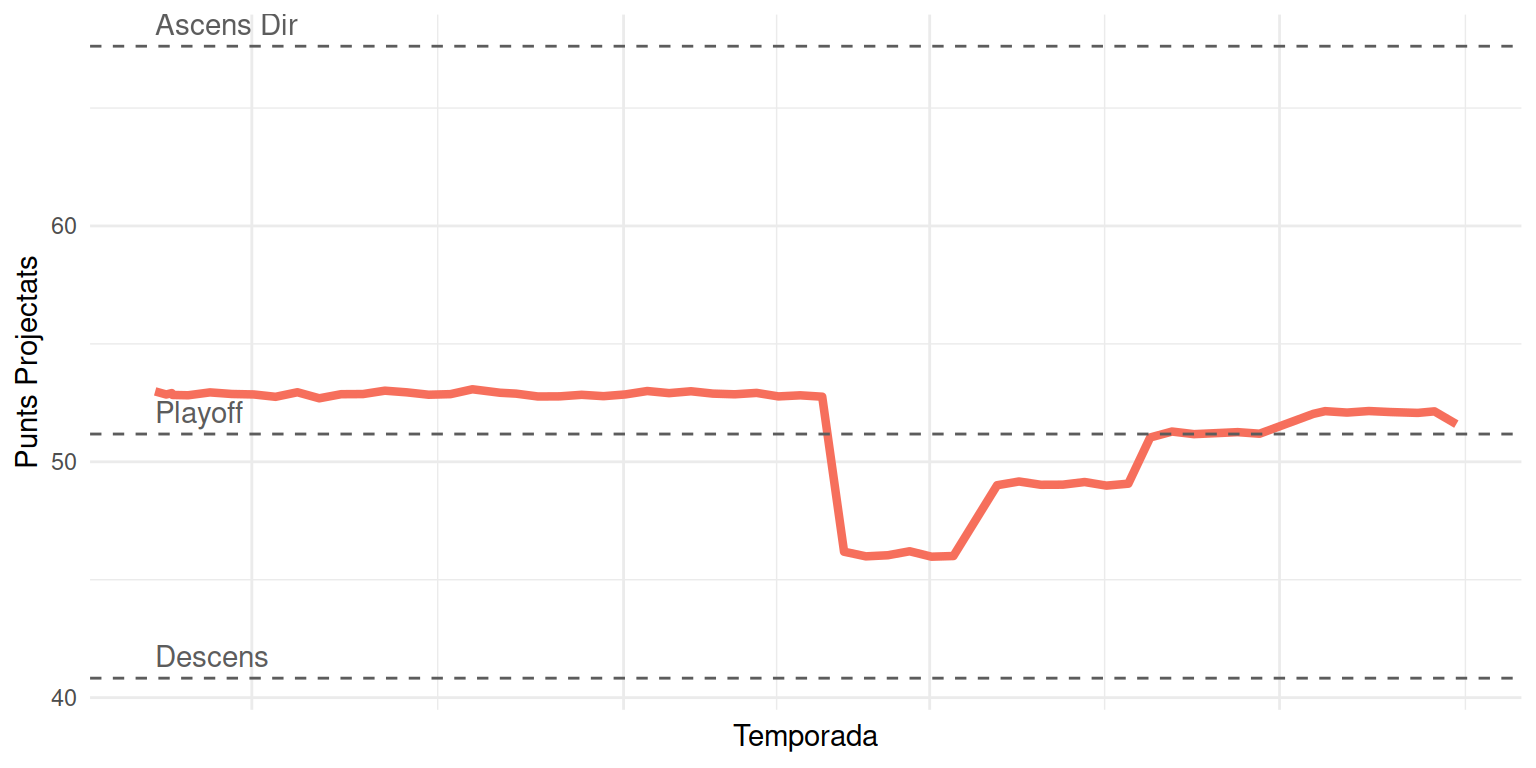 Ascens Dir
60
Punts Projectats
Playoff
50
Descens
40
Temporada